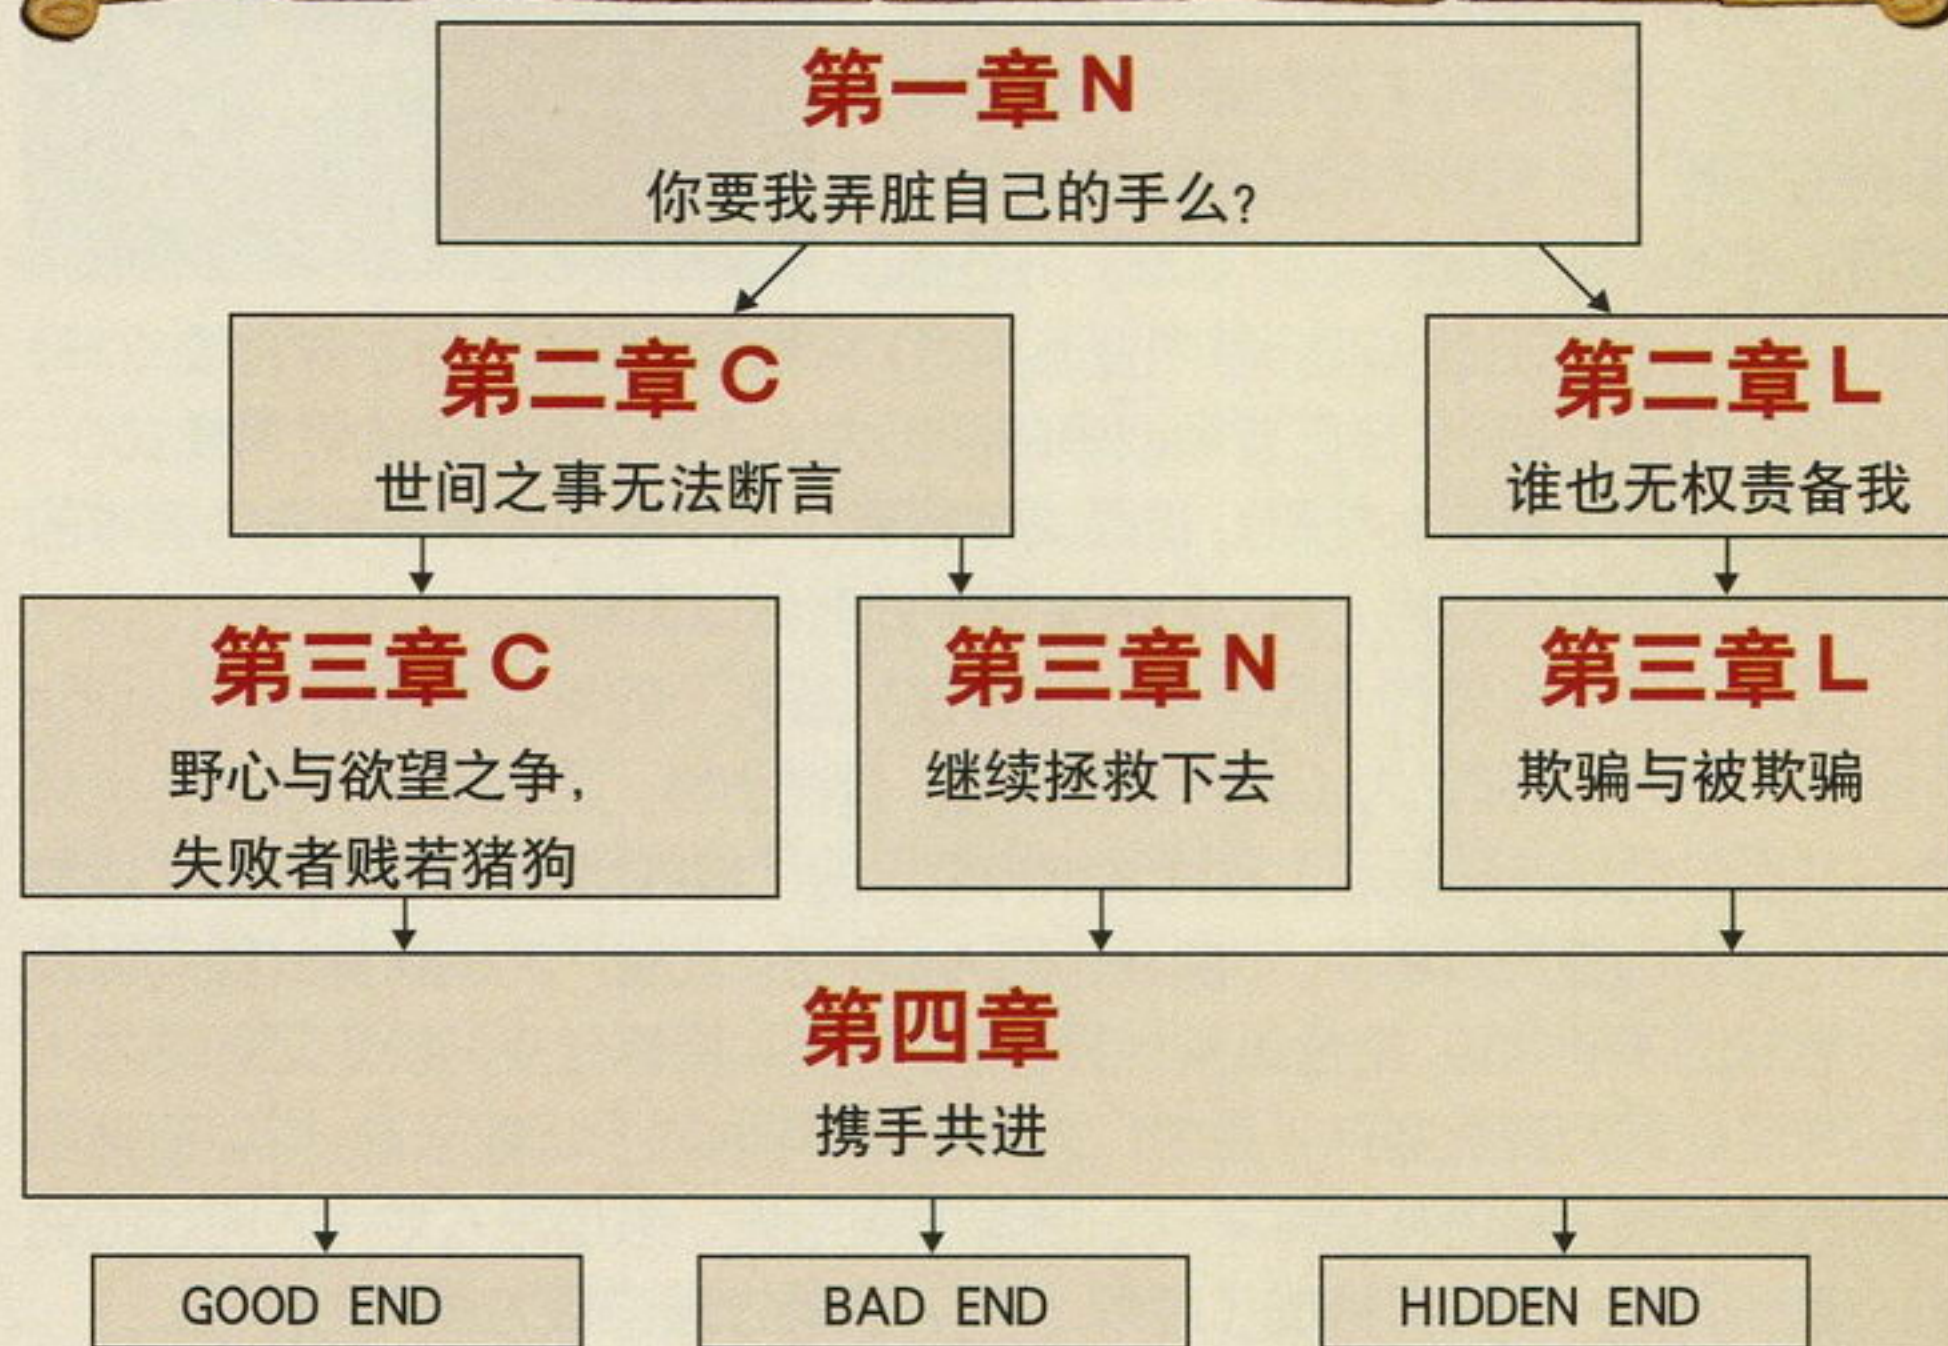 第一章 N
你要我弄脏自己的手么?
第二章 C
世间之事无法断言
第二章 L
谁也无权责备我
第三章 C
野心与欲望之争,
失败者贱若猪狗
第三章 N
继续拯救下去
第三章 L
欺骗与被欺骗
第四章
携手共进
GOOD END
BAD END
HIDDEN END